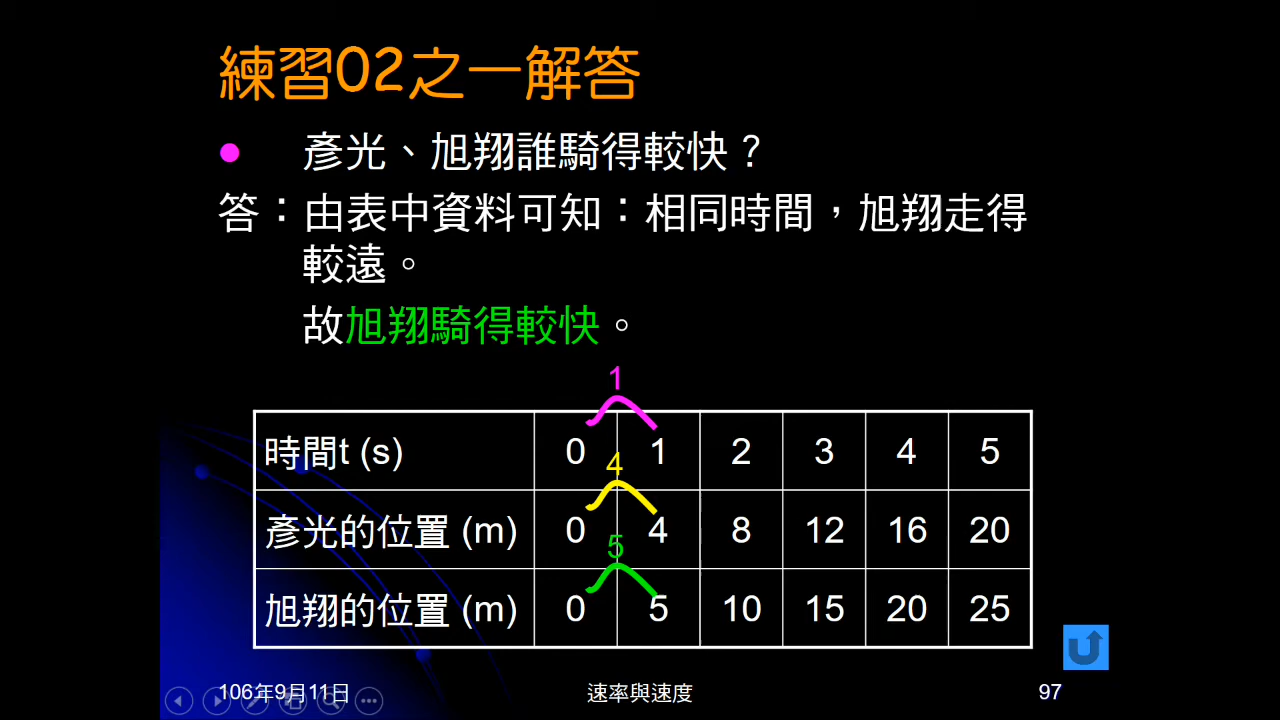 練習02之一解答
● 彥光、旭翔誰騎得較快？
答：由表中資料可知：相同時間，旭翔走得
較遠。
故旭翔騎得較快。
1
時間t (s) 0 1 2 3 4 5
4
彥光的位置 (m) 0 4 8 12 16 20
5
旭翔的位置 (m) 0 5 10 15 20 25
106年9月11日 速率與速度 97